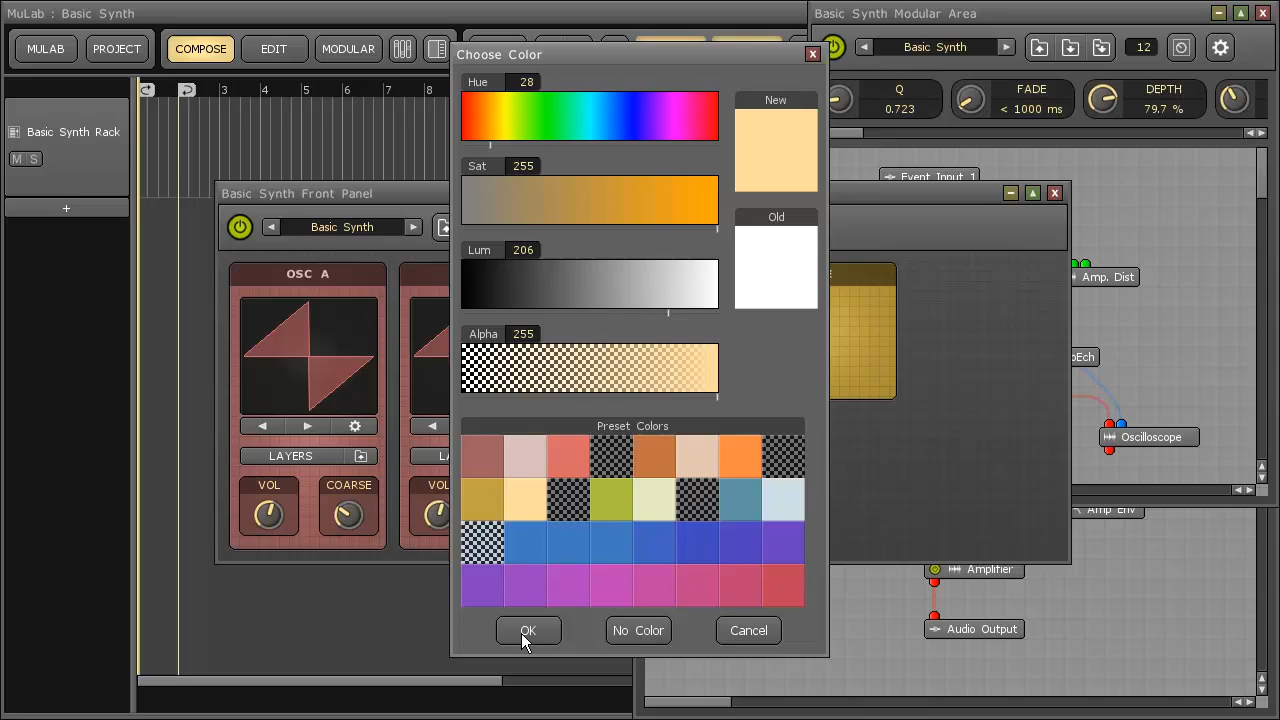 MuLab : Basic Synth
Basic Synth Modular Area
MULAB PROJECT COMPOSE EDIT MODULAR
Basic Synth 12
Choose Color
Hue 28
New
Q 0.723
FADE < 1000 ms
DEPTH 79.7 %
3 4 5 6 7 8
Basic Synth Rack
M S
+
Sat 255
Event Input 1
Basic Synth Front Panel
Old
Basic Synth
Lum 206
OSC A
Amp. Dist
Alpha 255
Preset Colors
Oscilloscope
LAYERS
VOL COARSE
OK No Color Cancel
Amplifier
Audio Output